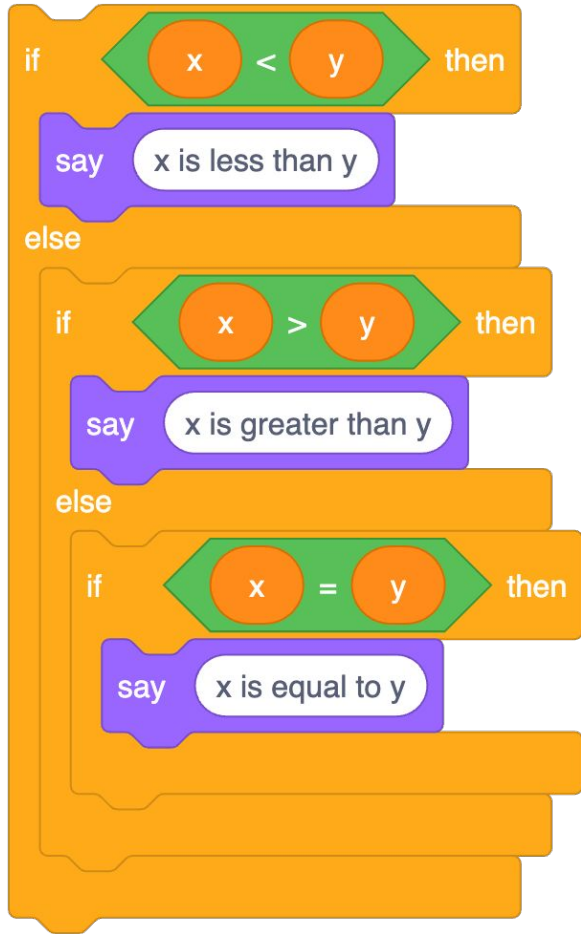 if x < y then
say x is less than y
else
if x > y then
say x is greater than y
else
if x = y then
say x is equal to y